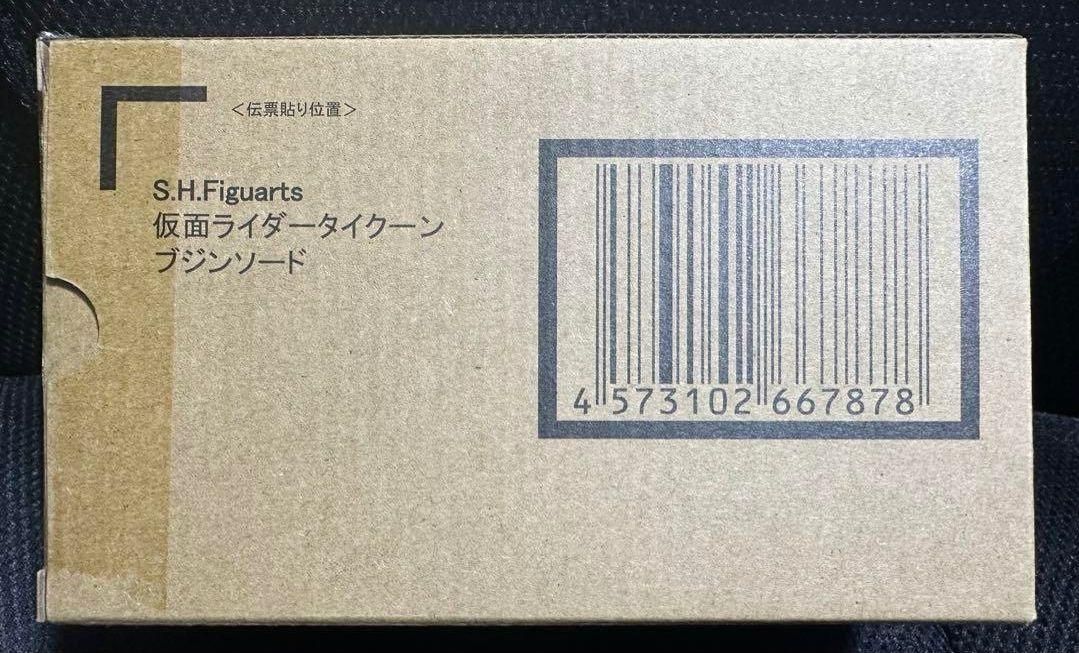 ＜伝票貼り位置＞
S.H.Figuarts
仮面ライダータイクーン
ブジンソード
4 573102 667878